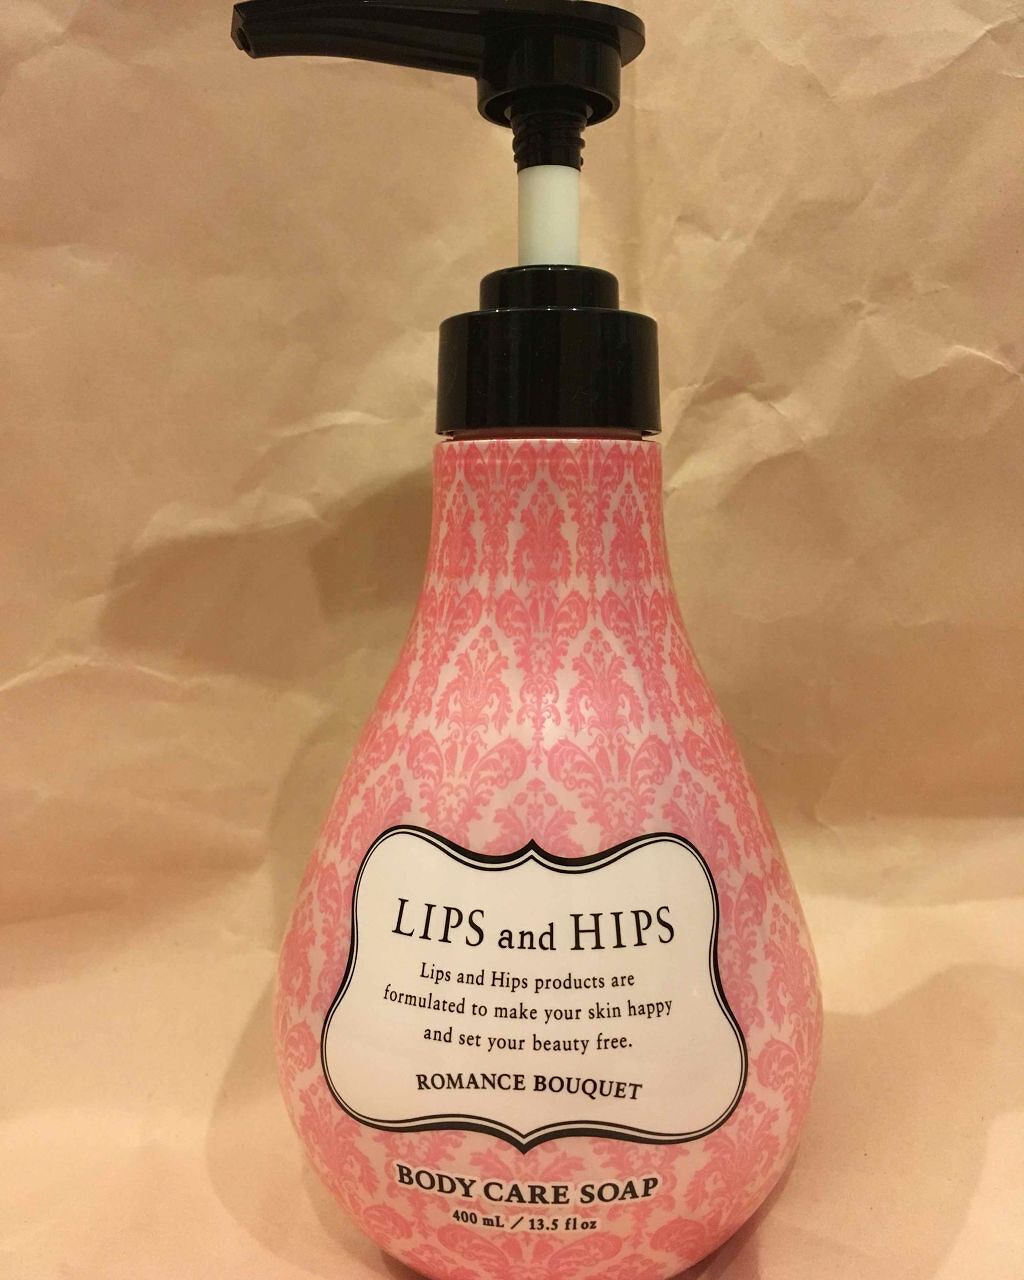 LIPS and HIPS
Lips and Hips products are
formulated to make your skin happy
and set your beauty free.
ROMANCE BOUQUET
BODY CARE SOAP
400 mL / 13.5 fl oz